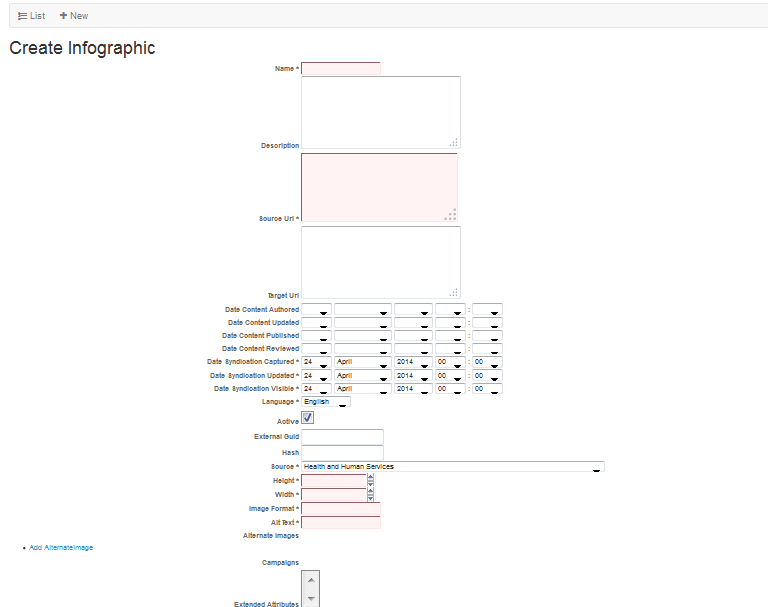 List New
Create Infographic
Name *
Description
Source Url *
Target Url
Date Content Authored :
Date Content Updated :
Date Content Published :
Date Content Reviewed :
Date Syndication Captured * 24 April 2014 00 : 00
Date Syndication Updated * 24 April 2014 00 : 00
Date Syndication Visible * 24 April 2014 00 : 00
Language * English
Active
External Guid
Hash
Source * Health and Human Services
Height *
Width *
Image Format *
Alt Text *
Alternate Images
• Add AlternateImage
Campaigns
Extended Attributes